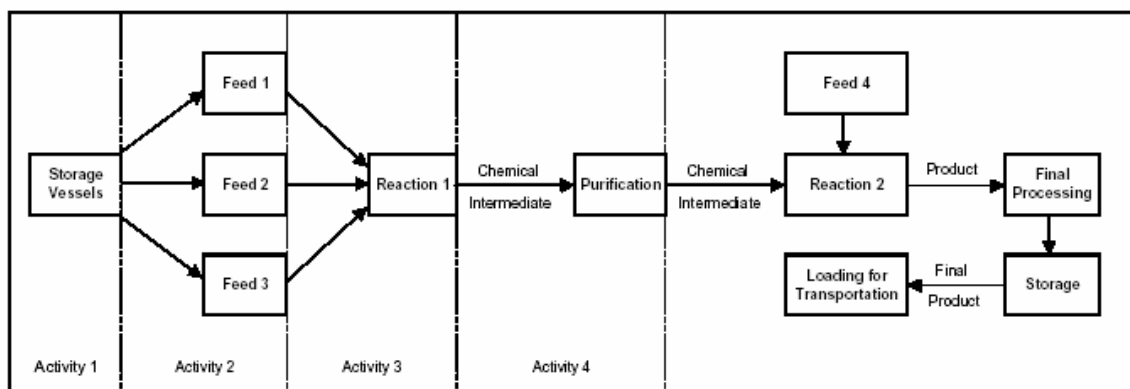 Feed 1
Feed 4
Storage
Vessels
Feed 2
Reaction 1
Chemical
Intermediate
Purification
Chemical
Intermediate
Reaction 2
Product
Final
Processing
Feed 3
Loading for
Transportation
Final
Product
Storage
Activity 1
Activity 2
Activity 3
Activity 4